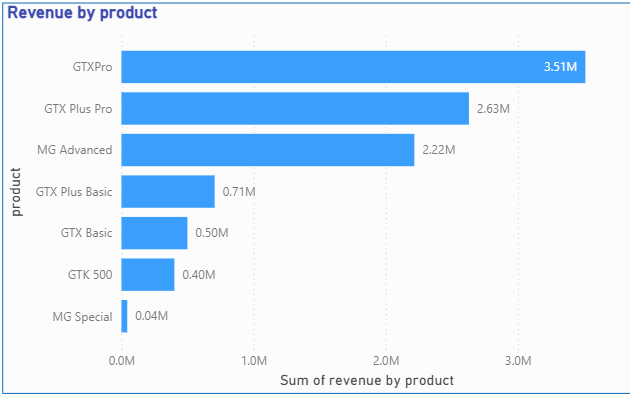 Revenue by product
GTXPro 3.51M
GTX Plus Pro 2.63M
MG Advanced 2.22M
GTX Plus Basic 0.71M
GTX Basic 0.50M
GTK 500 0.40M
MG Special 0.04M
product
0.0M 1.0M 2.0M 3.0M
Sum of revenue by product